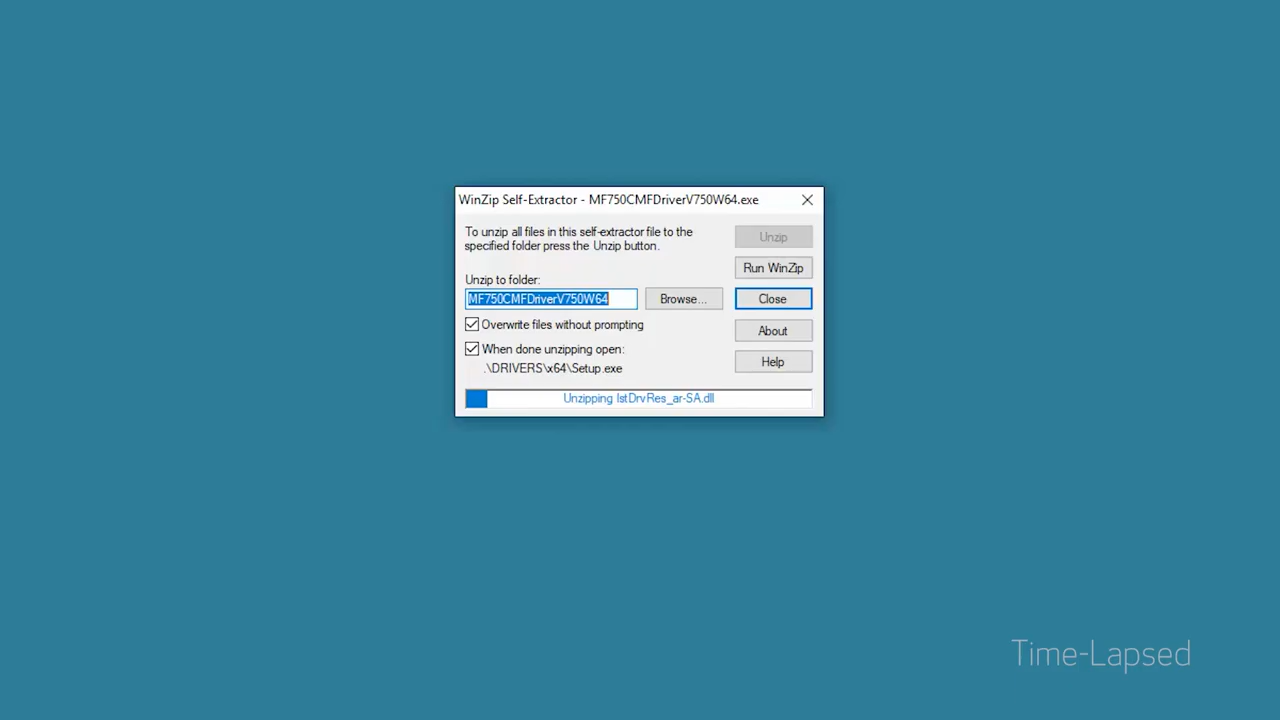 WinZip Self-Extractor - MF750CMFDriverV750W64.exe
To unzip all files in this self-extractor file to the
specified folder press the Unzip button.
Unzip
Run WinZip
Unzip to folder:
MF750CMFDriverV750W64
Browse...
Close
Overwrite files without prompting
About
When done unzipping open:
.\DRIVERS\x64\Setup.exe
Help
Unzipping IstDrvRes_ar-SA.dll
Time-Lapsed